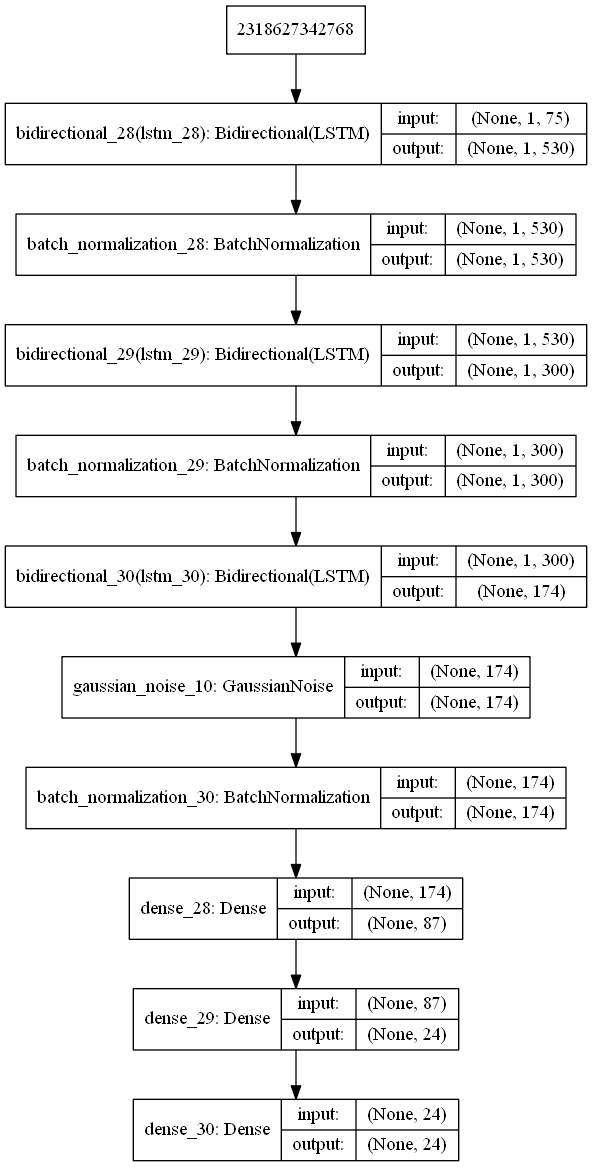 2318627342768
bidirectional_28(lstm_28): Bidirectional(LSTM) input: (None, 1, 75)
output: (None, 1, 530)
batch_normalization_28: BatchNormalization input: (None, 1, 530)
output: (None, 1, 530)
bidirectional_29(lstm_29): Bidirectional(LSTM) input: (None, 1, 530)
output: (None, 1, 300)
batch_normalization_29: BatchNormalization input: (None, 1, 300)
output: (None, 1, 300)
bidirectional_30(lstm_30): Bidirectional(LSTM) input: (None, 1, 300)
output: (None, 174)
gaussian_noise_10: GaussianNoise input: (None, 174)
output: (None, 174)
batch_normalization_30: BatchNormalization input: (None, 174)
output: (None, 174)
dense_28: Dense input: (None, 174)
output: (None, 87)
dense_29: Dense input: (None, 87)
output: (None, 24)
dense_30: Dense input: (None, 24)
output: (None, 24)